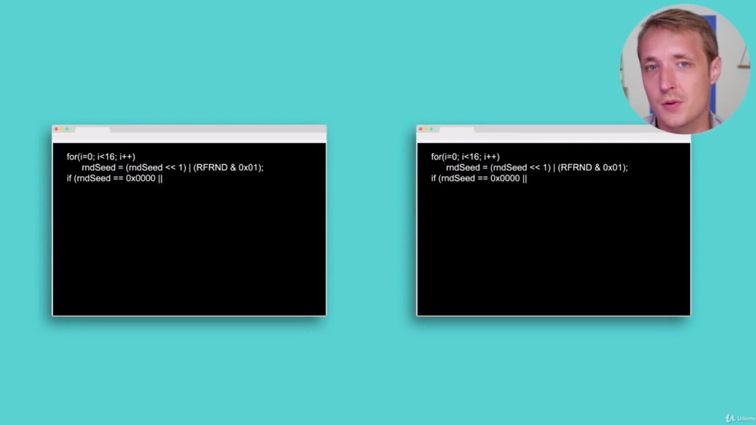 for(i=0; i<16; i++)
rndSeed = (rndSeed << 1) | (RFRND & 0x01);
if (rndSeed == 0x0000 ||
for(i=0; i<16; i++)
rndSeed = (rndSeed << 1) | (RFRND & 0x01);
if (rndSeed == 0x0000 ||
Udemy